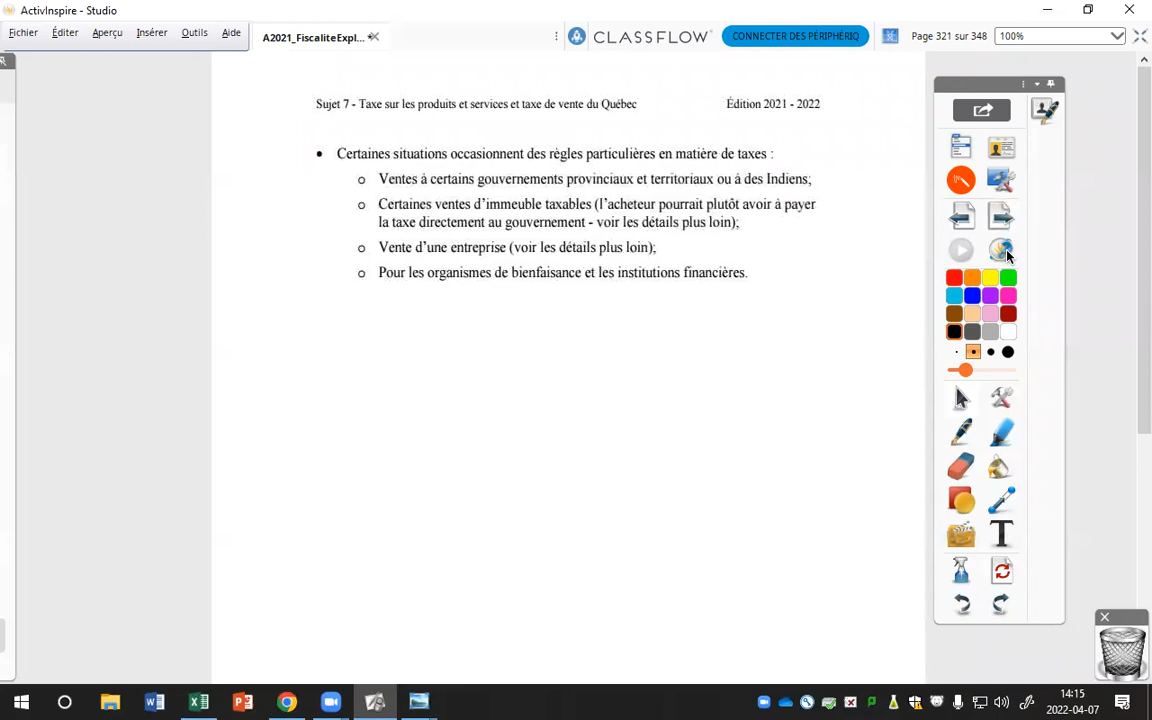 ActivInspire - Studio
Fichier Éditer Aperçu Insérer Outils Aide
A2021_FiscaliteExpl...
CLASSFLOW
CONNECTER DES PÉRIPHÉRIQ
Page 321 sur 348
100%
Sujet 7 - Taxe sur les produits et services et taxe de vente du Québec Édition 2021 - 2022
• Certaines situations occasionnent des règles particulières en matière de taxes :
o Ventes à certains gouvernements provinciaux et territoriaux ou à des Indiens;
o Certaines ventes d'immeuble taxables (l'acheteur pourrait plutôt avoir à payer
la taxe directement au gouvernement - voir les détails plus loin);
o Vente d'une entreprise (voir les détails plus loin);
o Pour les organismes de bienfaisance et les institutions financières.
14:15
2022-04-07